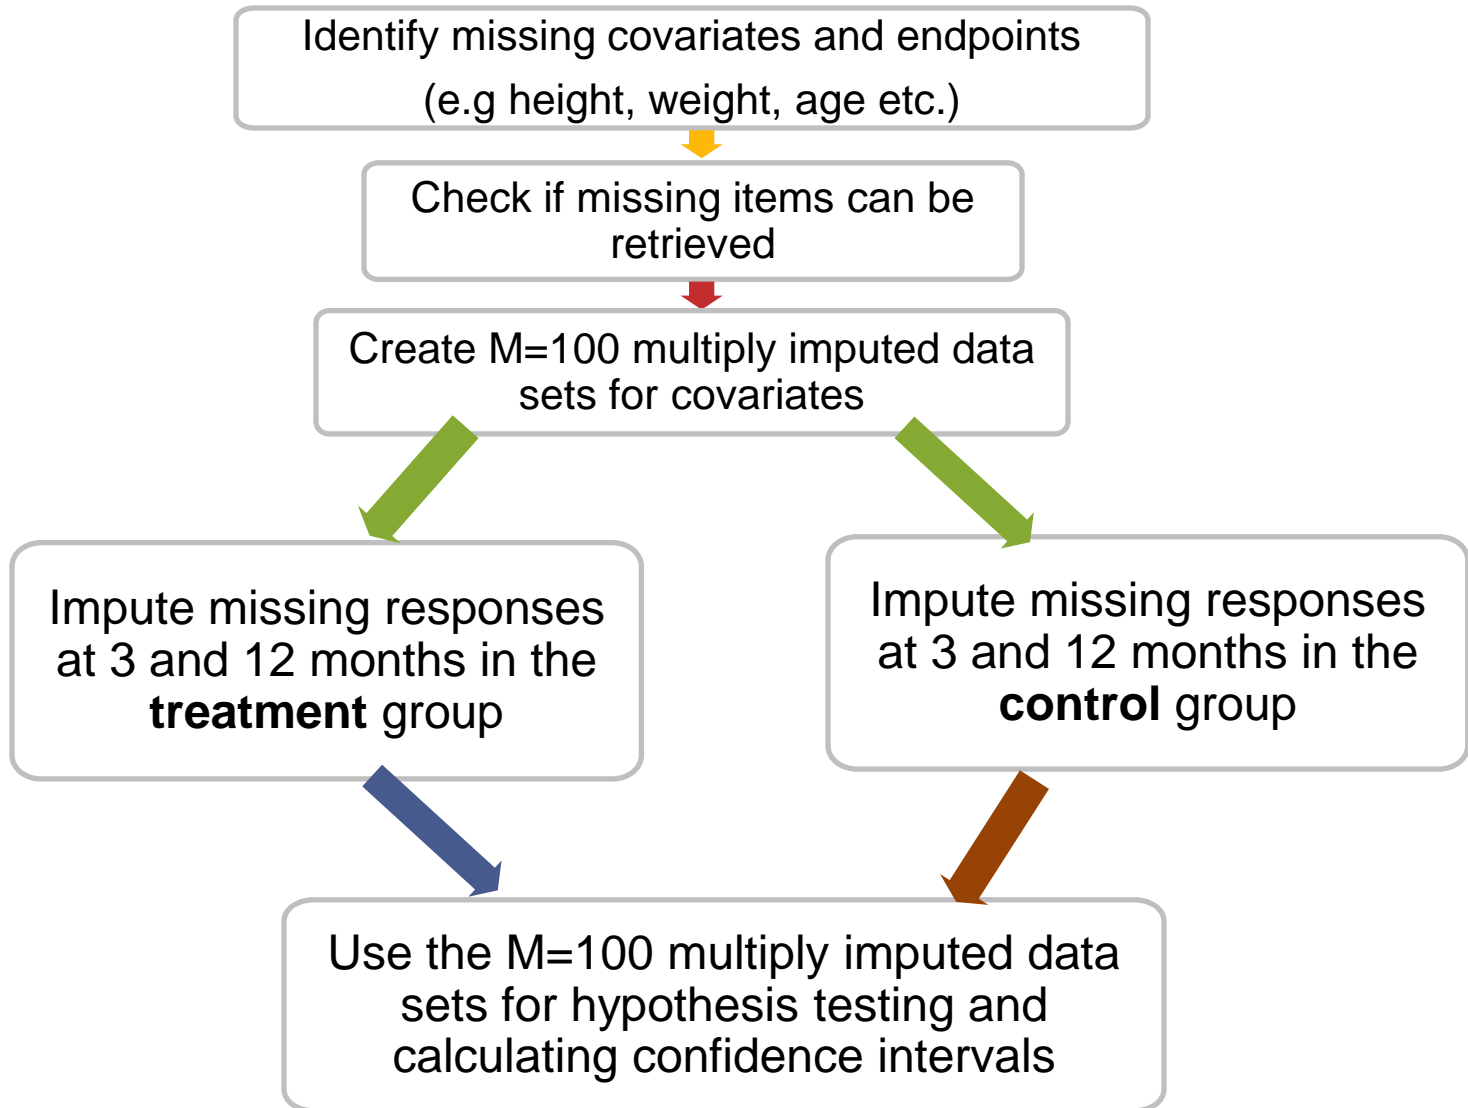 Identify missing covariates and endpoints
(e.g height, weight, age etc.)
Check if missing items can be
retrieved
Create M=100 multiply imputed data
sets for covariates
Impute missing responses
at 3 and 12 months in the
treatment group
Impute missing responses
at 3 and 12 months in the
control group
Use the M=100 multiply imputed data
sets for hypothesis testing and
calculating confidence intervals